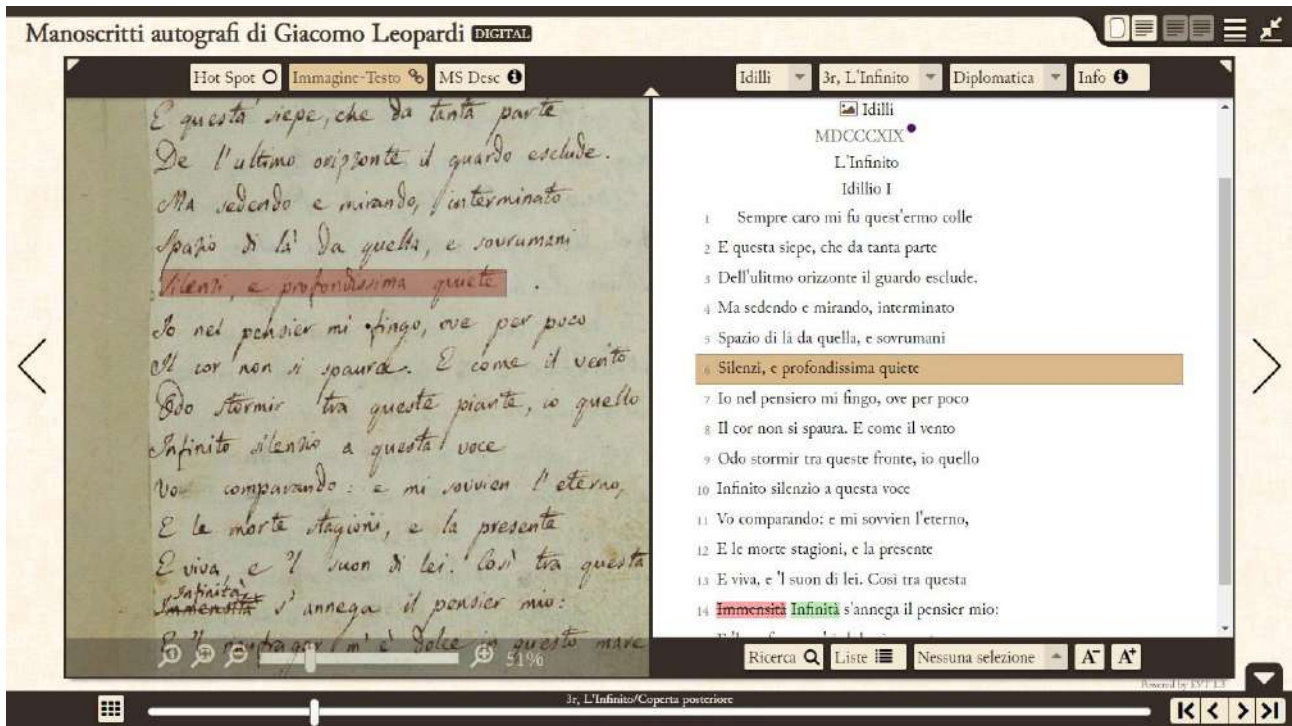 Manoscritti autografi di Giacomo Leopardi DIGITAL
Hot Spot
Immagine-Testo
MS Desc
Idilli
3r, L'Infinito
Diplomatica
Info
E questa siepe, che da tanta parte
De l'ultimo orizzonte il guardo esclude.
Ma sedendo e mirando, interminato
Spazio di là da quella, e sovrumani
Silenzi, e profondissima quiete.
Io nel pensier mi fingo, ove per poco
Il cor non si spaura. E come il vento
Odo stormir tra queste piante, io quello
Infinito silenzio a questa voce
Vo comparando: e mi sovvien l'eterno,
E le morte stagioni, e la presente
E viva, e 'l suon di lei. Così tra questa
Infinità
Immensità s'annega il pensier mio:
E 'l naufragar m'è dolce in questo mare
51%
Idilli
MDCCCXIX
L'Infinito
Idillio I
1 Sempre caro mi fu quest'ermo colle
2 E questa siepe, che da tanta parte
3 Dell'ulitmo orizzonte il guardo esclude.
4 Ma sedendo e mirando, interminato
5 Spazio di là da quella, e sovrumani
6 Silenzi, e profondissima quiete
7 Io nel pensiero mi fingo, ove per poco
8 Il cor non si spaura. E come il vento
9 Odo stormir tra queste fronte, io quello
10 Infinito silenzio a questa voce
11 Vo comparando: e mi sovvien l'eterno,
12 E le morte stagioni, e la presente
13 E viva, e 'l suon di lei. Così tra questa
14 Immensità Infinità s'annega il pensier mio:
Ricerca
Liste
Nessuna selezione
A-
A+
Powered by EVT 1.3
3r, L'Infinito/Coperta posteriore